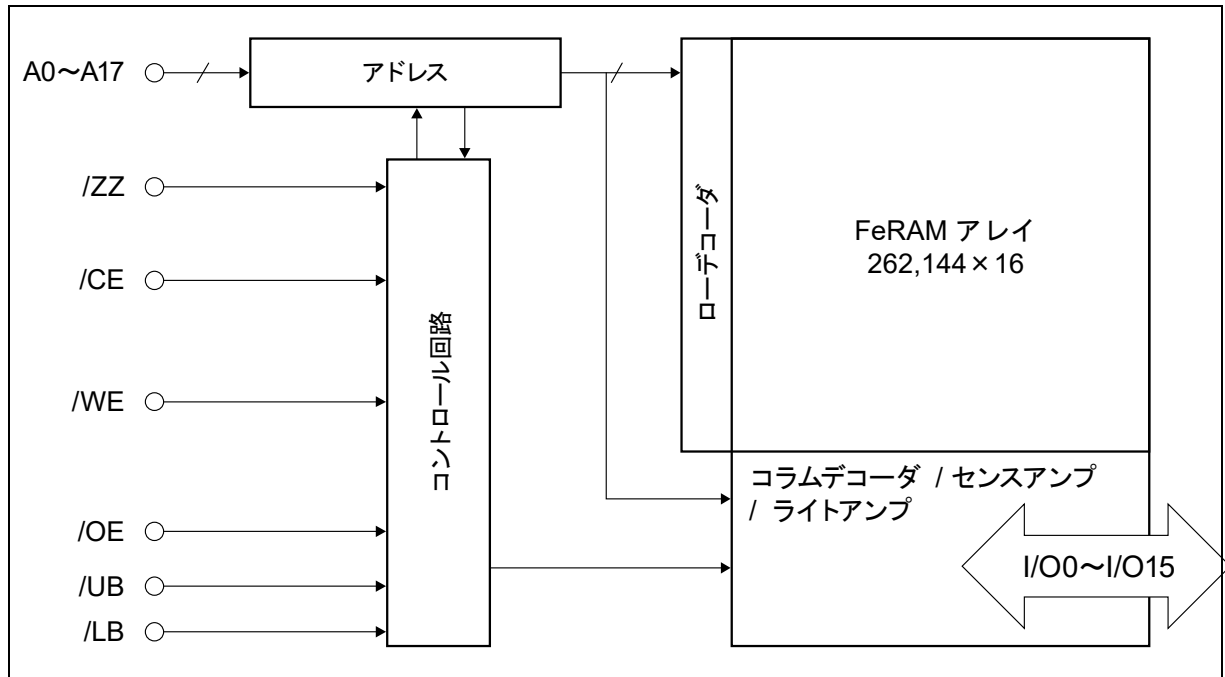 A0～A17
アドレス
/ZZ
/CE
/WE
/OE
/UB
/LB
コントロール回路
ローデコーダ
FeRAM アレイ
262,144×16
コラムデコーダ / センスアンプ
/ ライトアンプ
I/O0～I/O15